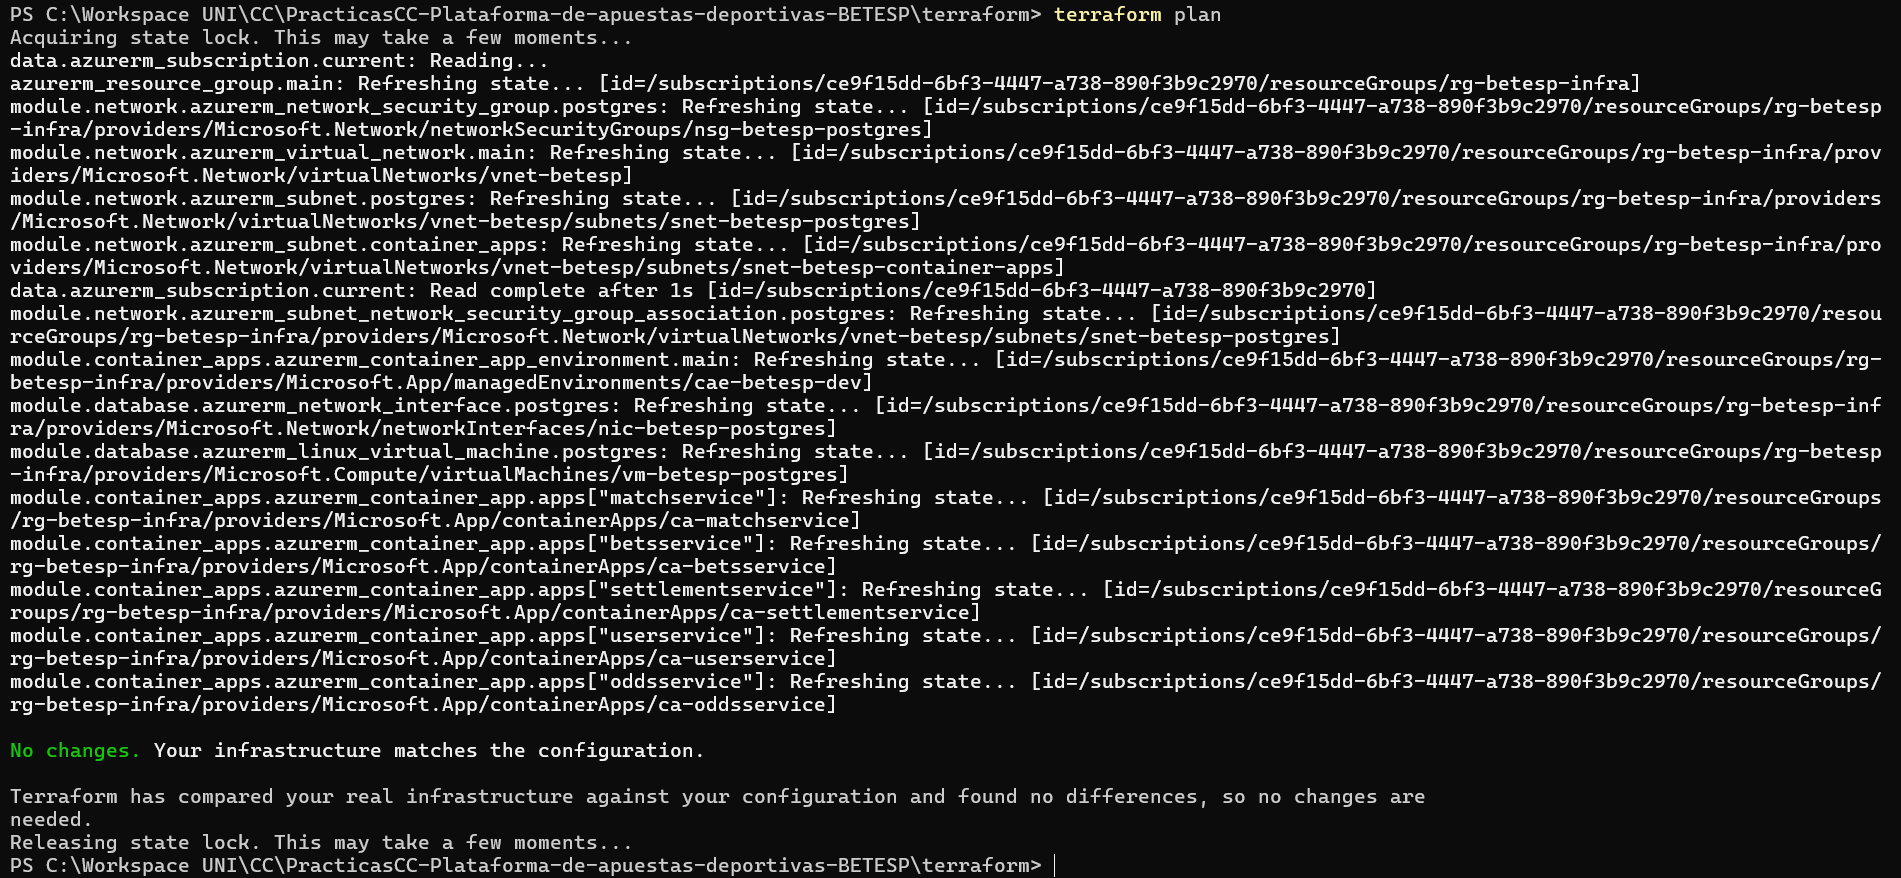 PS C:\Workspace UNI\CC\PracticasCC-Plataforma-de-apuestas-deportivas-BETESP\terraform> terraform plan
Acquiring state lock. This may take a few moments...
data.azurerm_subscription.current: Reading...
azurerm_resource_group.main: Refreshing state... [id=/subscriptions/ce9f15dd-6bf3-4447-a738-890f3b9c2970/resourceGroups/rg-betesp-infra]
module.network.azurerm_network_security_group.postgres: Refreshing state... [id=/subscriptions/ce9f15dd-6bf3-4447-a738-890f3b9c2970/resourceGroups/rg-betesp
-infra/providers/Microsoft.Network/networkSecurityGroups/nsg-betesp-postgres]
module.network.azurerm_virtual_network.main: Refreshing state... [id=/subscriptions/ce9f15dd-6bf3-4447-a738-890f3b9c2970/resourceGroups/rg-betesp-infra/prov
iders/Microsoft.Network/virtualNetworks/vnet-betesp]
module.network.azurerm_subnet.postgres: Refreshing state... [id=/subscriptions/ce9f15dd-6bf3-4447-a738-890f3b9c2970/resourceGroups/rg-betesp-infra/providers
/Microsoft.Network/virtualNetworks/vnet-betesp/subnets/snet-betesp-postgres]
module.network.azurerm_subnet.container_apps: Refreshing state... [id=/subscriptions/ce9f15dd-6bf3-4447-a738-890f3b9c2970/resourceGroups/rg-betesp-infra/pro
viders/Microsoft.Network/virtualNetworks/vnet-betesp/subnets/snet-betesp-container-apps]
data.azurerm_subscription.current: Read complete after 1s [id=/subscriptions/ce9f15dd-6bf3-4447-a738-890f3b9c2970]
module.network.azurerm_subnet_network_security_group_association.postgres: Refreshing state... [id=/subscriptions/ce9f15dd-6bf3-4447-a738-890f3b9c2970/resou
rceGroups/rg-betesp-infra/providers/Microsoft.Network/virtualNetworks/vnet-betesp/subnets/snet-betesp-postgres]
module.container_apps.azurerm_container_app_environment.main: Refreshing state... [id=/subscriptions/ce9f15dd-6bf3-4447-a738-890f3b9c2970/resourceGroups/rg-
betesp-infra/providers/Microsoft.App/managedEnvironments/cae-betesp-dev]
module.database.azurerm_network_interface.postgres: Refreshing state... [id=/subscriptions/ce9f15dd-6bf3-4447-a738-890f3b9c2970/resourceGroups/rg-betesp-inf
ra/providers/Microsoft.Network/networkInterfaces/nic-betesp-postgres]
module.database.azurerm_linux_virtual_machine.postgres: Refreshing state... [id=/subscriptions/ce9f15dd-6bf3-4447-a738-890f3b9c2970/resourceGroups/rg-betesp
-infra/providers/Microsoft.Compute/virtualMachines/vm-betesp-postgres]
module.container_apps.azurerm_container_app.apps["matchservice"]: Refreshing state... [id=/subscriptions/ce9f15dd-6bf3-4447-a738-890f3b9c2970/resourceGroups
/rg-betesp-infra/providers/Microsoft.App/containerApps/ca-matchservice]
module.container_apps.azurerm_container_app.apps["betsservice"]: Refreshing state... [id=/subscriptions/ce9f15dd-6bf3-4447-a738-890f3b9c2970/resourceGroups/
rg-betesp-infra/providers/Microsoft.App/containerApps/ca-betsservice]
module.container_apps.azurerm_container_app.apps["settlementservice"]: Refreshing state... [id=/subscriptions/ce9f15dd-6bf3-4447-a738-890f3b9c2970/resourceG
roups/rg-betesp-infra/providers/Microsoft.App/containerApps/ca-settlementservice]
module.container_apps.azurerm_container_app.apps["userservice"]: Refreshing state... [id=/subscriptions/ce9f15dd-6bf3-4447-a738-890f3b9c2970/resourceGroups/
rg-betesp-infra/providers/Microsoft.App/containerApps/ca-userservice]
module.container_apps.azurerm_container_app.apps["oddsservice"]: Refreshing state... [id=/subscriptions/ce9f15dd-6bf3-4447-a738-890f3b9c2970/resourceGroups/
rg-betesp-infra/providers/Microsoft.App/containerApps/ca-oddsservice]
No changes. Your infrastructure matches the configuration.
Terraform has compared your real infrastructure against your configuration and found no differences, so no changes are
needed.
Releasing state lock. This may take a few moments...
PS C:\Workspace UNI\CC\PracticasCC-Plataforma-de-apuestas-deportivas-BETESP\terraform>